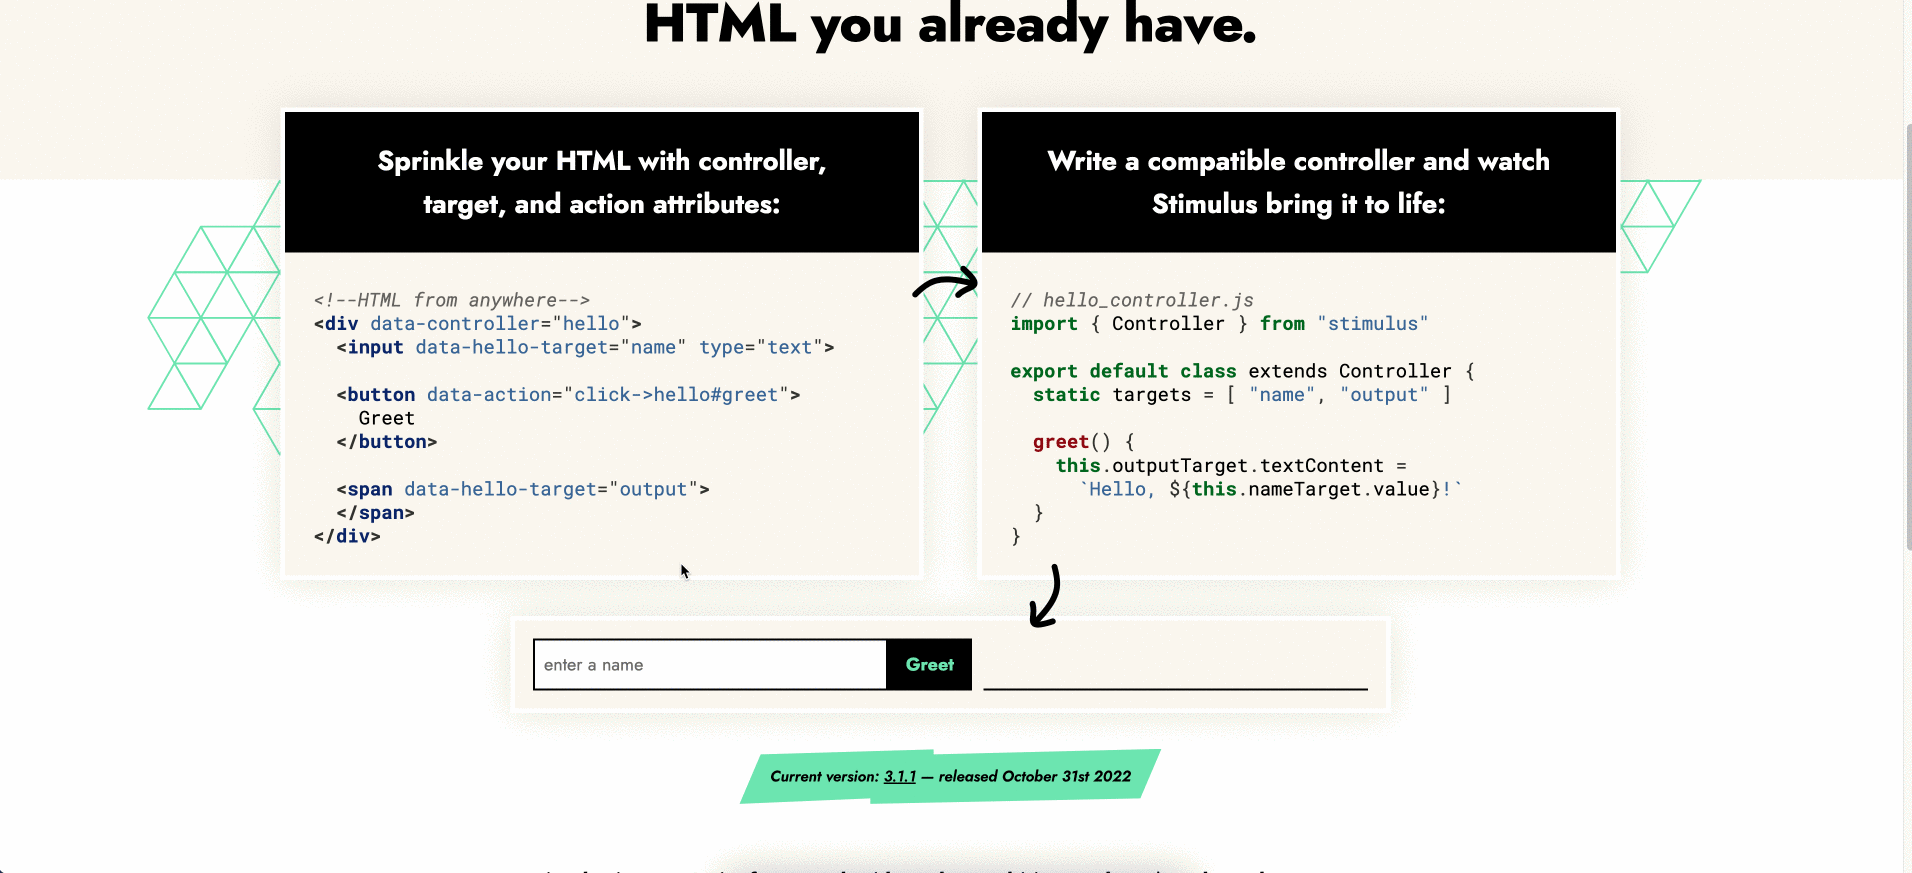 HTML you already have.
Sprinkle your HTML with controller,
target, and action attributes:
<!--HTML from anywhere-->
<div data-controller="hello">
  <input data-hello-target="name" type="text">

  <button data-action="click->hello#greet">
    Greet
  </button>

  <span data-hello-target="output">
  </span>
</div>
Write a compatible controller and watch
Stimulus bring it to life:
// hello_controller.js
import { Controller } from "stimulus"

export default class extends Controller {
  static targets = [ "name", "output" ]

  greet() {
    this.outputTarget.textContent =
      `Hello, ${this.nameTarget.value}!`
  }
}
enter a name
Greet
Current version: 3.1.1 — released October 31st 2022